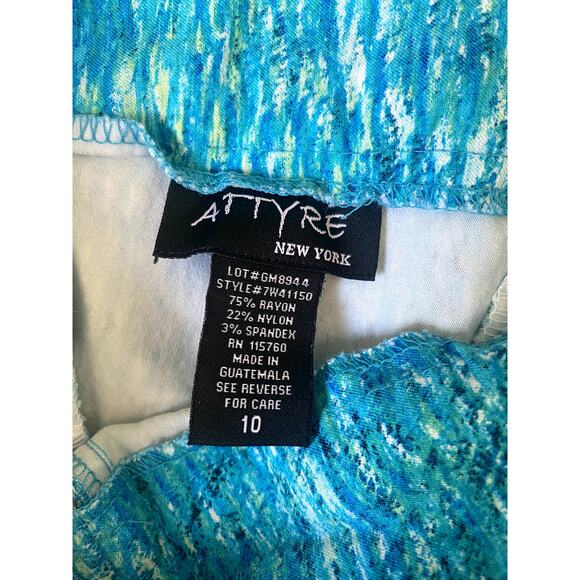 ATTYRE
NEW YORK
LOT#GM8944
STYLE#7W41150
75% RAYON
22% NYLON
3% SPANDEX
RN 115760
MADE IN
GUATEMALA
SEE REVERSE
FOR CARE
10